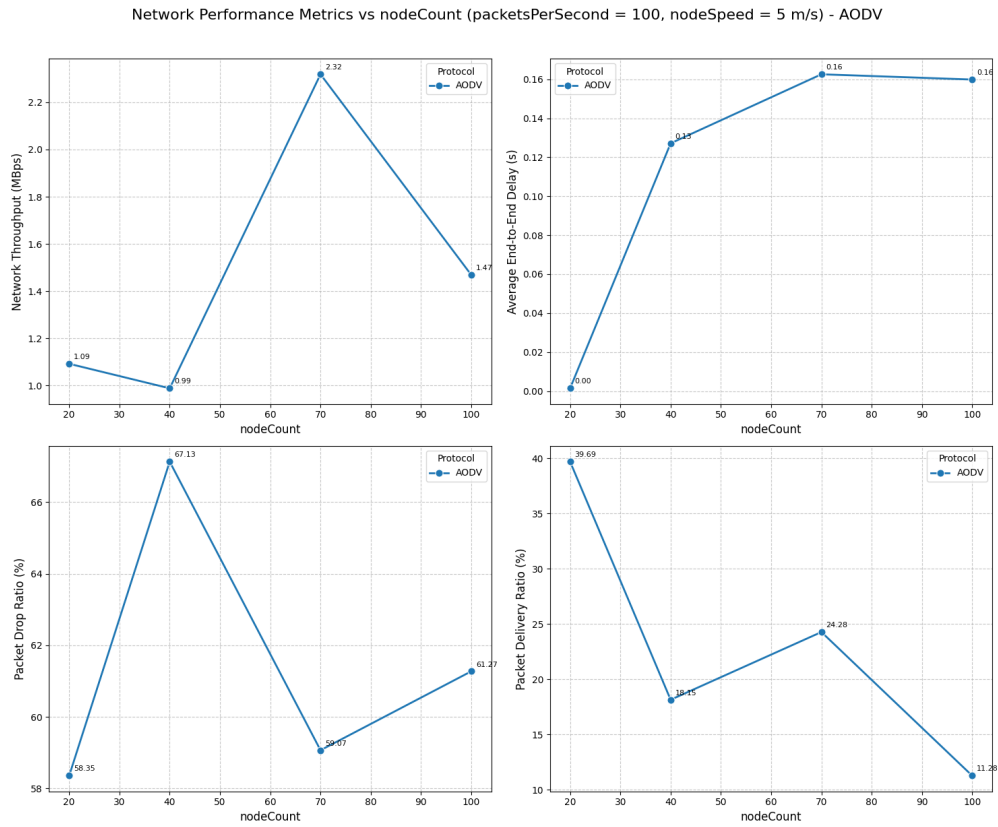 Network Performance Metrics vs nodeCount (packetsPerSecond = 100, nodeSpeed = 5 m/s) - AODV
Network Throughput (MBps)
2.2
2.0
1.8
1.6
1.4
1.2
1.0
1.09
0.99
2.32
1.47
Protocol
AODV
20 30 40 50 60 70 80 90 100
nodeCount
Average End-to-End Delay (s)
0.16
0.14
0.12
0.10
0.08
0.06
0.04
0.02
0.00
0.00
0.13
0.16
0.16
Protocol
AODV
20 30 40 50 60 70 80 90 100
nodeCount
Packet Drop Ratio (%)
66
64
62
60
58
58.35
67.13
59.07
61.27
Protocol
AODV
20 30 40 50 60 70 80 90 100
nodeCount
Packet Delivery Ratio (%)
40
35
30
25
20
15
10
39.69
18.15
24.28
11.28
Protocol
AODV
20 30 40 50 60 70 80 90 100
nodeCount